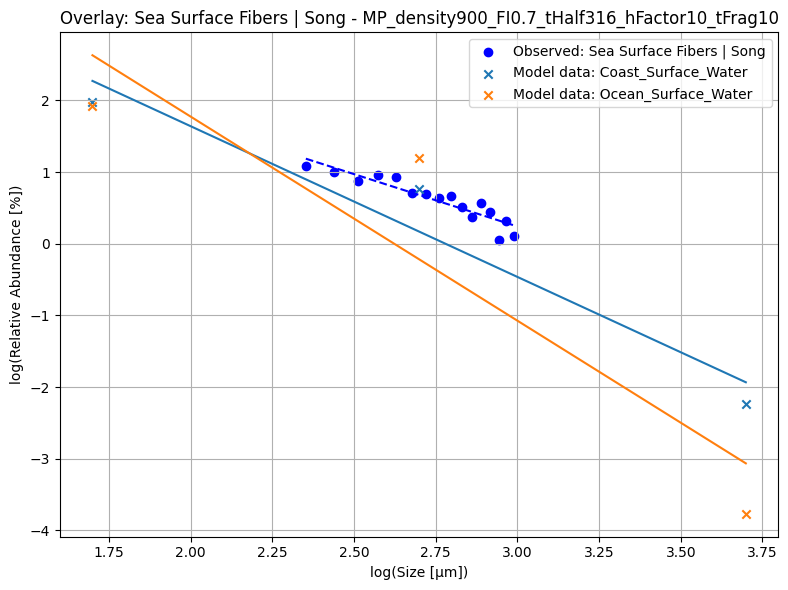 Overlay: Sea Surface Fibers | Song - MP_density900_FI0.7_tHalf316_hFactor10_tFrag10
Observed: Sea Surface Fibers | Song
Model data: Coast_Surface_Water
Model data: Ocean_Surface_Water
log(Relative Abundance [%])
2
1
0
−1
−2
−3
−4
1.75
2.00
2.25
2.50
2.75
3.00
3.25
3.50
3.75
log(Size [µm])